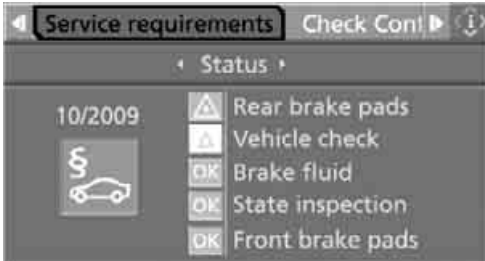 Service requirements Check Cont
Status
10/2009
Rear brake pads
Vehicle check
§
OK Brake fluid
OK State inspection
OK Front brake pads